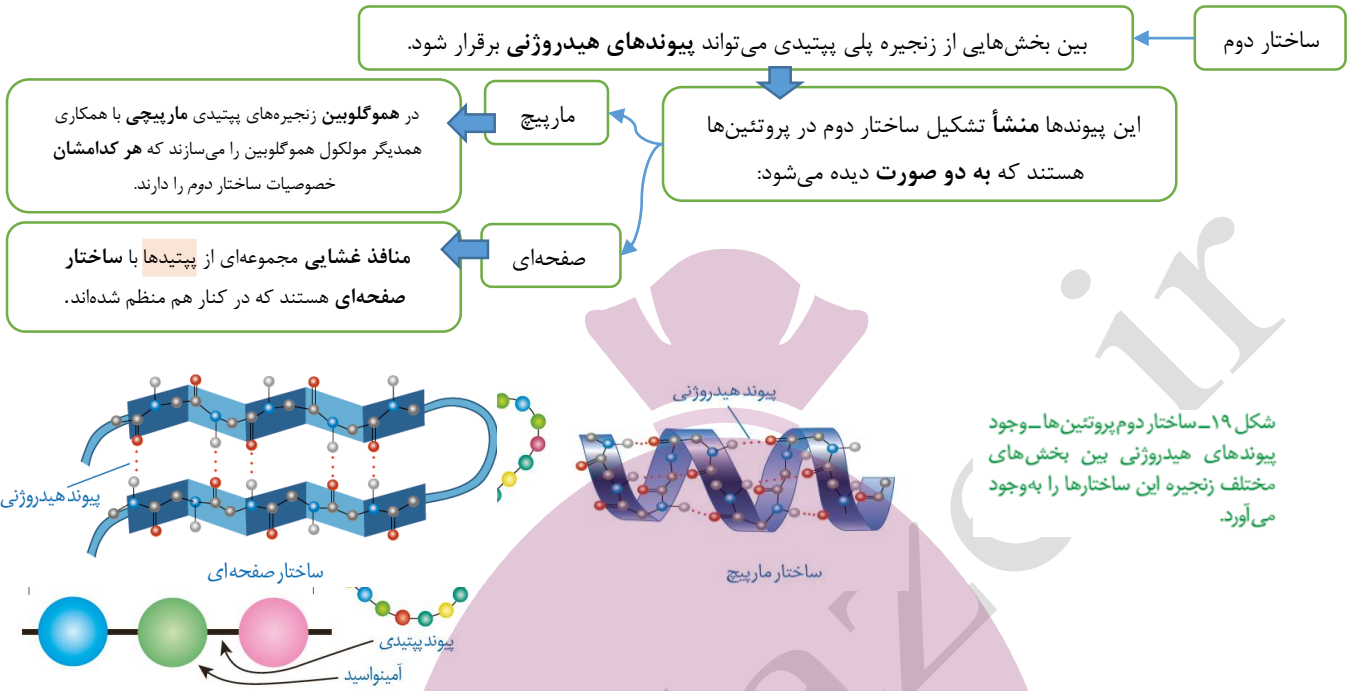 ساختار دوم
بین بخش‌هایی از زنجیره پلی پپتیدی می‌تواند پیوندهای هیدروژنی برقرار شود.
این پیوندها منشأ تشکیل ساختار دوم در پروتئین‌ها
هستند که به دو صورت دیده می‌شود:
مارپیچ
در هموگلوبین زنجیره‌های پپتیدی مارپیچی با همکاری
همدیگر مولکول هموگلوبین را می‌سازند که هر کدامشان
خصوصیات ساختار دوم را دارند.
صفحه‌ای
منافذ غشایی مجموعه‌ای از پپتیدها با ساختار
صفحه‌ای هستند که در کنار هم منظم شده‌اند.
شکل ۱۹ــ ساختار دوم پروتئین‌ها ــ وجود
پیوندهای هیدروژنی بین بخش‌های
مختلف زنجیره این ساختارها را به‌وجود
می‌آورد.
پیوند هیدروژنی
ساختار مارپیچ
پیوند هیدروژنی
ساختار صفحه‌ای
پیوند پپتیدی
آمینواسید